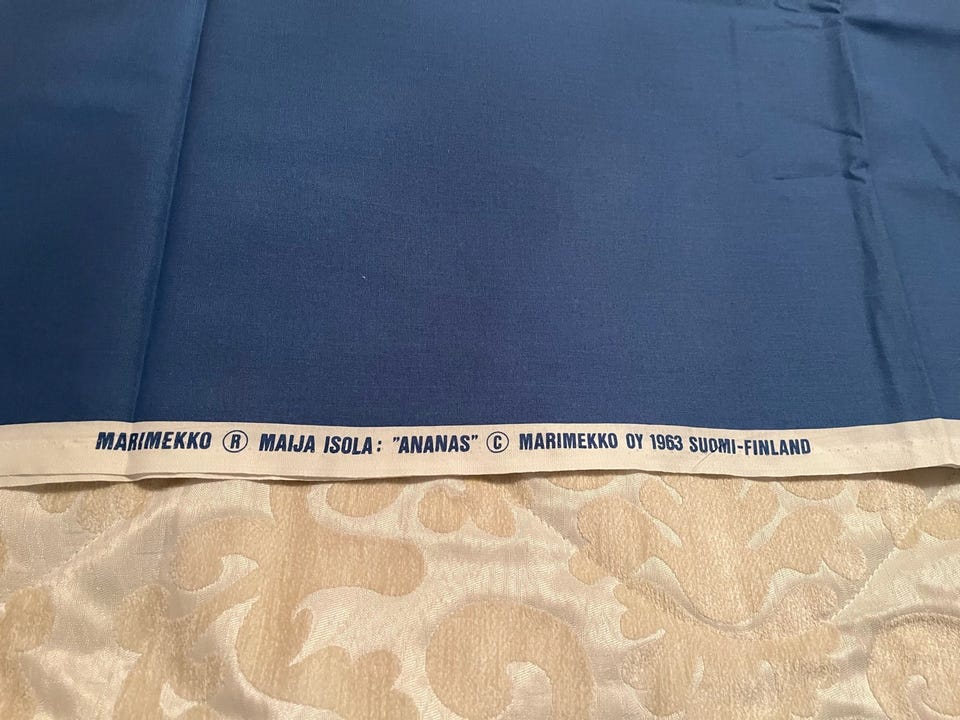 MARIMEKKO ® MAIJA ISOLA: "ANANAS" © MARIMEKKO OY 1963 SUOMI-FINLAND